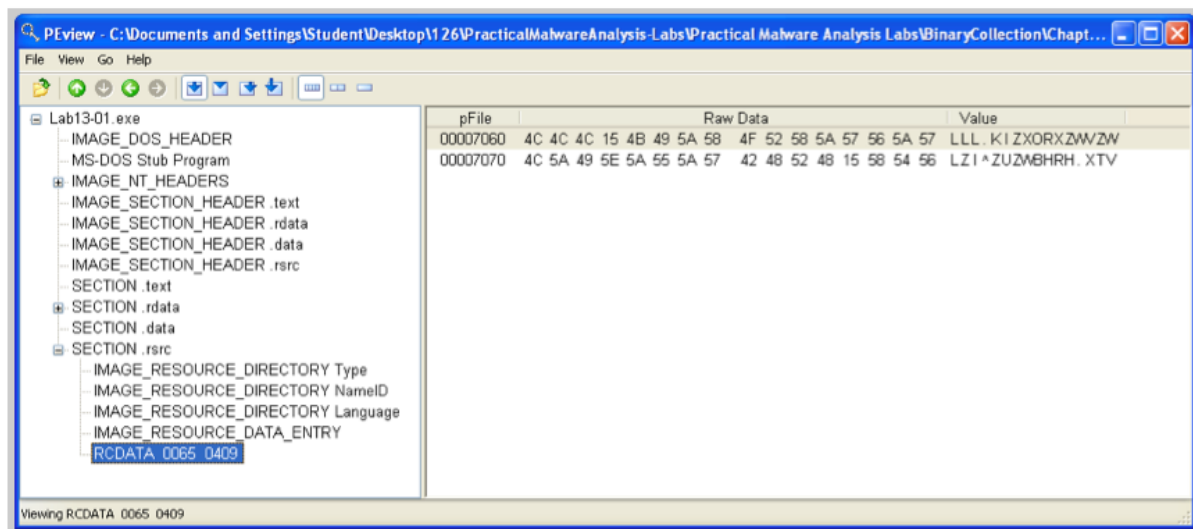 PEview - C:\Documents and Settings\Student\Desktop\126\PracticalMalwareAnalysis-Labs\Practical Malware Analysis Labs\BinaryCollection\Chapt...
File View Go Help
Lab13-01.exe
IMAGE_DOS_HEADER
MS-DOS Stub Program
IMAGE_NT_HEADERS
IMAGE_SECTION_HEADER .text
IMAGE_SECTION_HEADER .rdata
IMAGE_SECTION_HEADER .data
IMAGE_SECTION_HEADER .rsrc
SECTION .text
SECTION .rdata
SECTION .data
SECTION .rsrc
IMAGE_RESOURCE_DIRECTORY Type
IMAGE_RESOURCE_DIRECTORY NameID
IMAGE_RESOURCE_DIRECTORY Language
IMAGE_RESOURCE_DATA_ENTRY
RCDATA 0065 0409
pFile Raw Data Value
00007060 4C 4C 4C 15 4B 49 5A 58 4F 52 58 5A 57 56 5A 57 LLL.KIZXORXZWVZW
00007070 4C 5A 49 5E 5A 55 5A 57 42 48 52 48 15 58 54 56 LZI^ZUZWBHRH.XTV
Viewing RCDATA 0065 0409